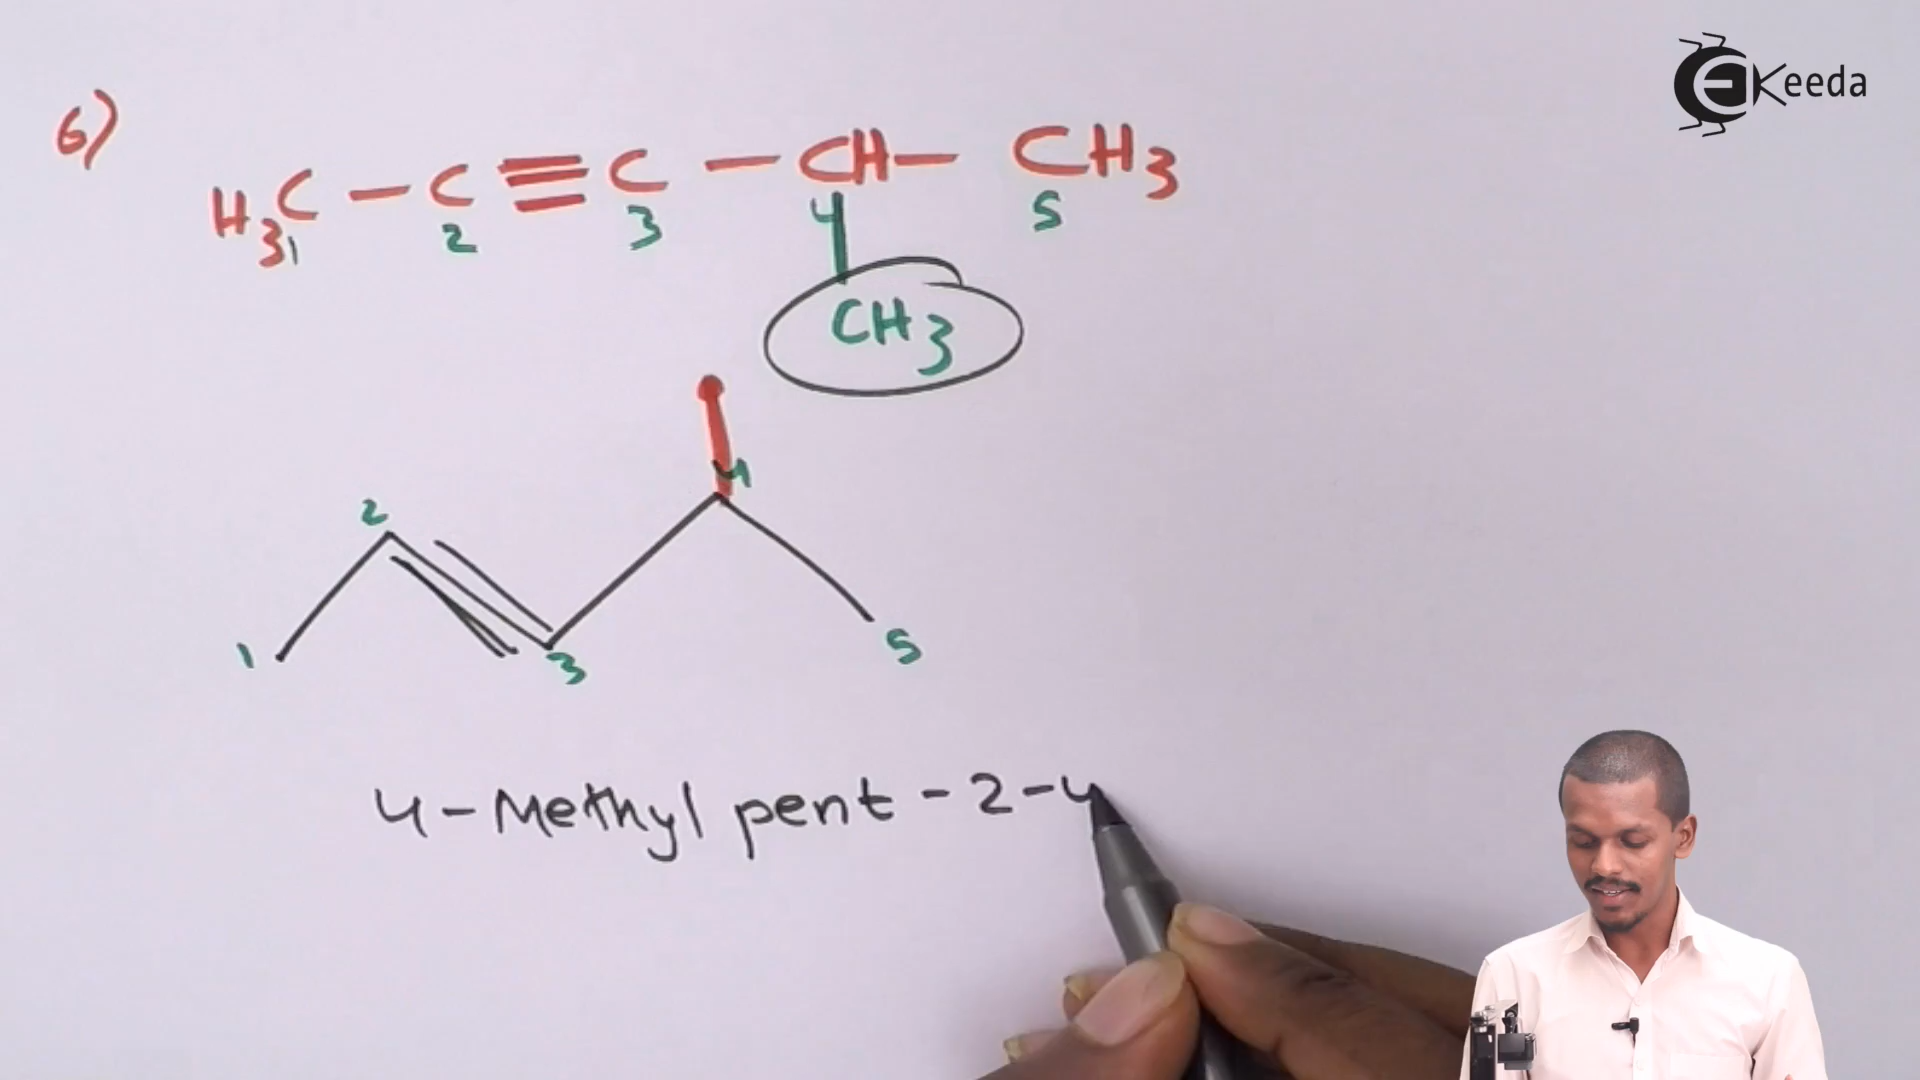 EKeeda
6)
H3C - C ≡ C - CH - CH3
1 2 3 4 5
CH3
4
2
1 3 5
4-Methyl pent-2-y